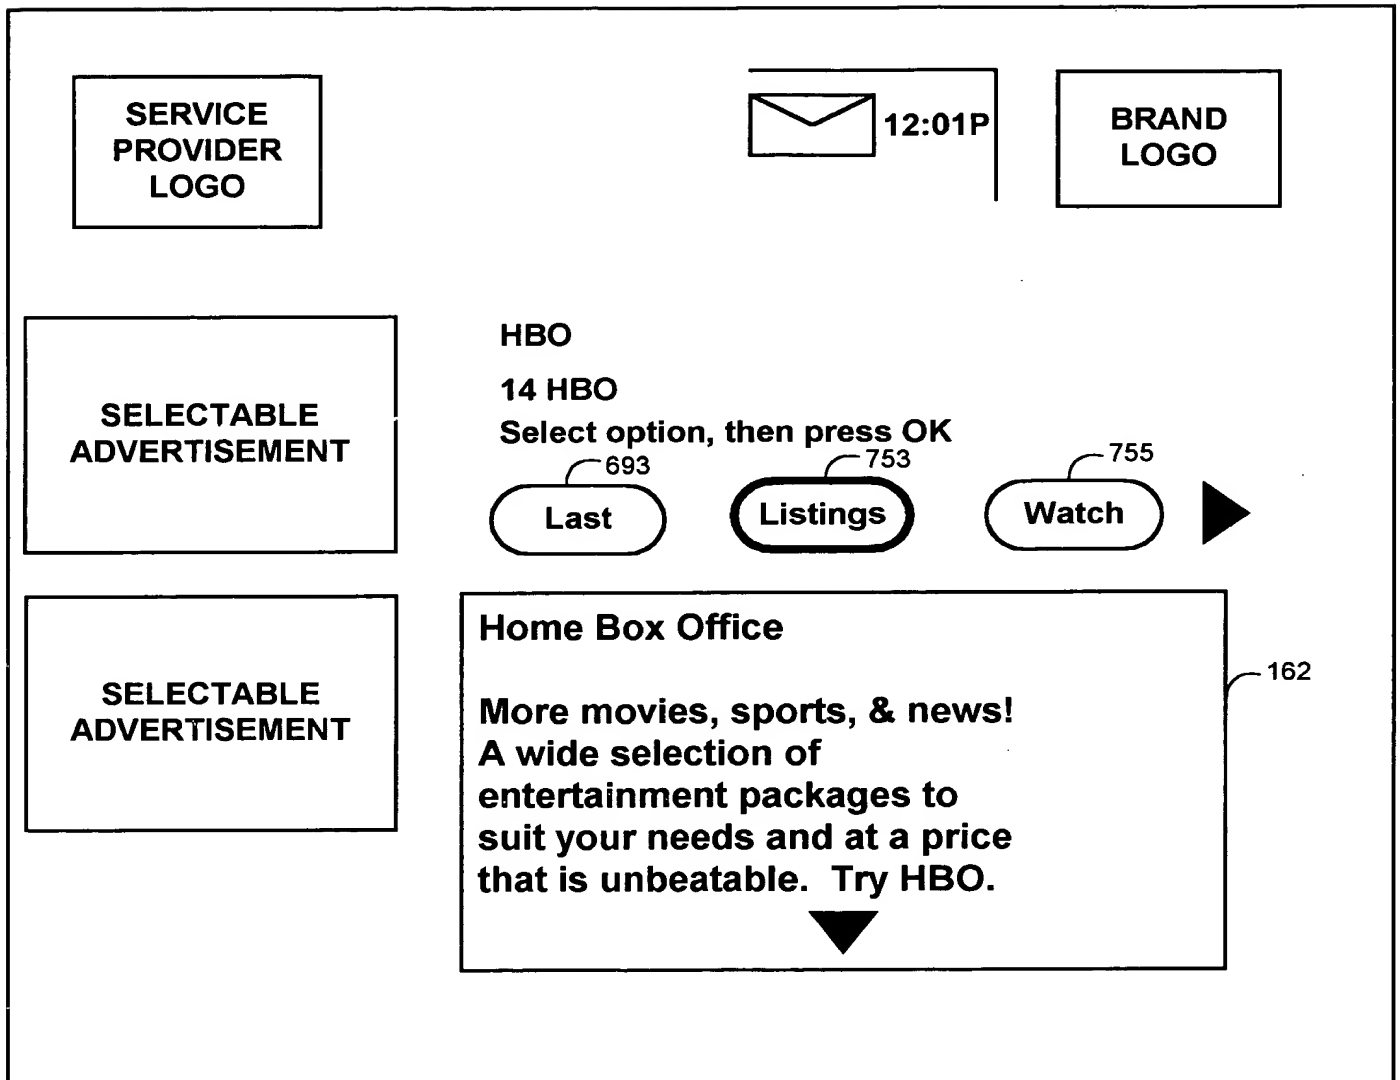 SERVICE
PROVIDER
LOGO
12:01P
BRAND
LOGO
SELECTABLE
ADVERTISEMENT
HBO
14 HBO
Select option, then press OK
693
753
755
Last
Listings
Watch
SELECTABLE
ADVERTISEMENT
Home Box Office
162
More movies, sports, & news!
A wide selection of
entertainment packages to
suit your needs and at a price
that is unbeatable. Try HBO.